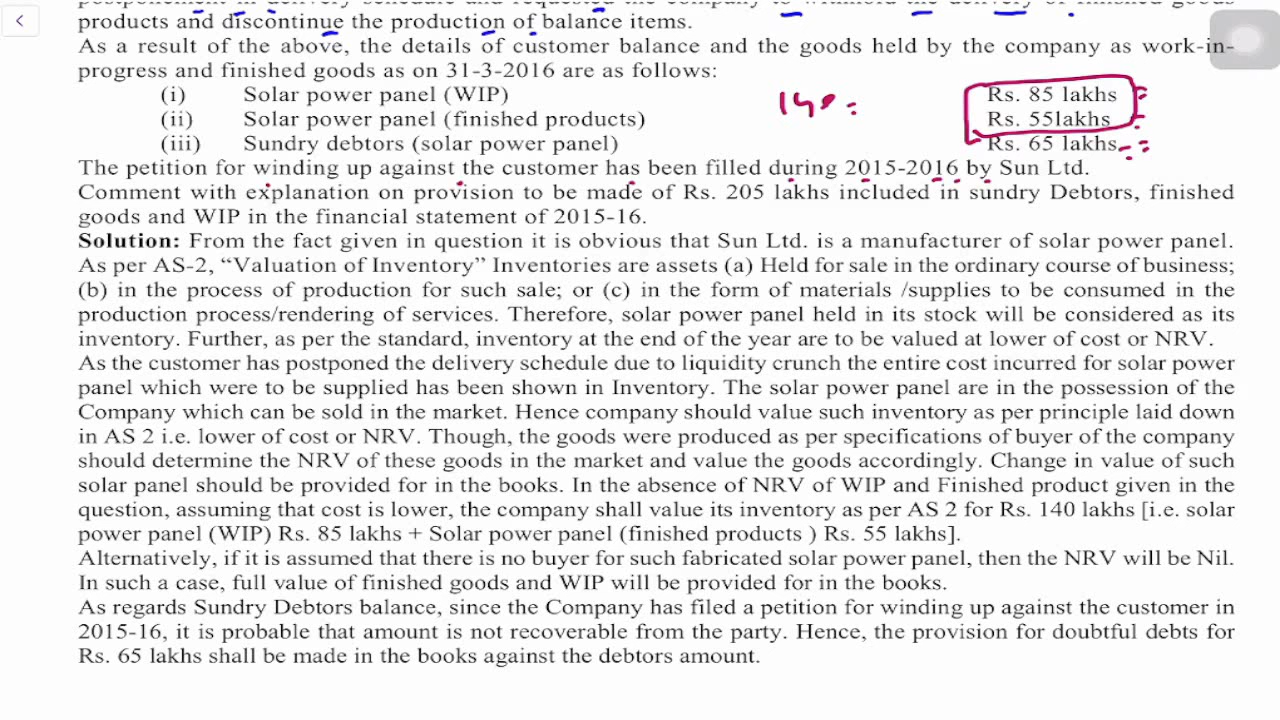 postponement in delivery schedule and requested the company to withhold the delivery of finished goods
products and discontinue the production of balance items.
As a result of the above, the details of customer balance and the goods held by the company as work-in-
progress and finished goods as on 31-3-2016 are as follows:
(i) Solar power panel (WIP) Rs. 85 lakhs
140
(ii) Solar power panel (finished products) Rs. 55lakhs
(iii) Sundry debtors (solar power panel) Rs. 65 lakhs
The petition for winding up against the customer has been filled during 2015-2016 by Sun Ltd.
Comment with explanation on provision to be made of Rs. 205 lakhs included in sundry Debtors, finished
goods and WIP in the financial statement of 2015-16.
Solution: From the fact given in question it is obvious that Sun Ltd. is a manufacturer of solar power panel.
As per AS-2, “Valuation of Inventory” Inventories are assets (a) Held for sale in the ordinary course of business;
(b) in the process of production for such sale; or (c) in the form of materials /supplies to be consumed in the
production process/rendering of services. Therefore, solar power panel held in its stock will be considered as its
inventory. Further, as per the standard, inventory at the end of the year are to be valued at lower of cost or NRV.
As the customer has postponed the delivery schedule due to liquidity crunch the entire cost incurred for solar power
panel which were to be supplied has been shown in Inventory. The solar power panel are in the possession of the
Company which can be sold in the market. Hence company should value such inventory as per principle laid down
in AS 2 i.e. lower of cost or NRV. Though, the goods were produced as per specifications of buyer of the company
should determine the NRV of these goods in the market and value the goods accordingly. Change in value of such
solar panel should be provided for in the books. In the absence of NRV of WIP and Finished product given in the
question, assuming that cost is lower, the company shall value its inventory as per AS 2 for Rs. 140 lakhs [i.e. solar
power panel (WIP) Rs. 85 lakhs + Solar power panel (finished products ) Rs. 55 lakhs].
Alternatively, if it is assumed that there is no buyer for such fabricated solar power panel, then the NRV will be Nil.
In such a case, full value of finished goods and WIP will be provided for in the books.
As regards Sundry Debtors balance, since the Company has filed a petition for winding up against the customer in
2015-16, it is probable that amount is not recoverable from the party. Hence, the provision for doubtful debts for
Rs. 65 lakhs shall be made in the books against the debtors amount.